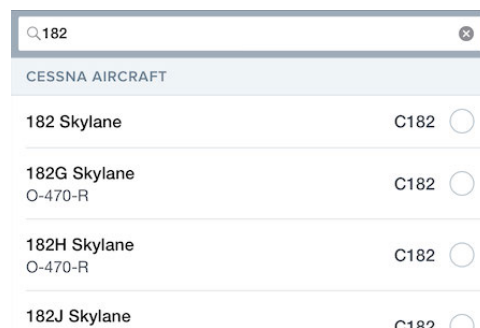 182
CESSNA AIRCRAFT
182 Skylane C182
182G Skylane
O-470-R C182
182H Skylane
O-470-R C182
182J Skylane
C182